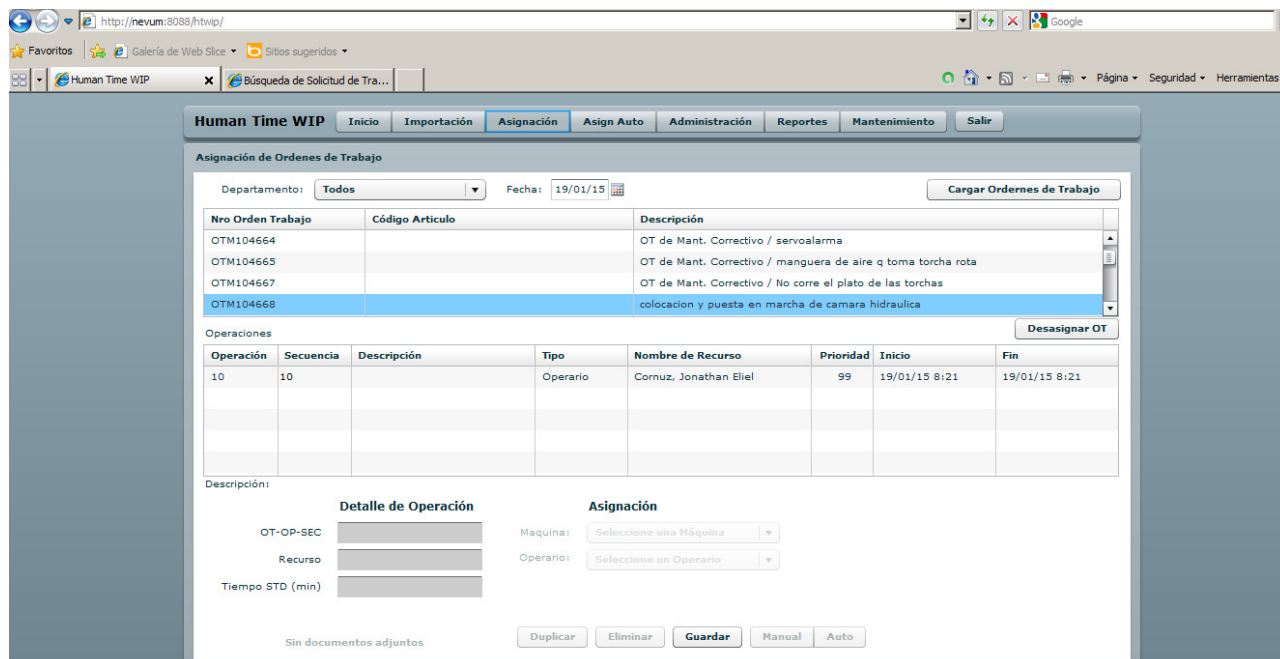 http://nevum:8088/htwip/ Google
Favoritos Galería de Web Slice Sitios sugeridos
Human Time WIP Búsqueda de Solicitud de Tra... Página Seguridad Herramientas
Human Time WIP Inicio Importación Asignación Asign Auto Administración Reportes Mantenimiento Salir
Asignación de Ordenes de Trabajo
Departamento: Todos Fecha: 19/01/15 Cargar Ordernes de Trabajo
Nro Orden Trabajo Código Articulo Descripción
OTM104664 OT de Mant. Correctivo / servoalarma
OTM104665 OT de Mant. Correctivo / manguera de aire q toma torcha rota
OTM104667 OT de Mant. Correctivo / No corre el plato de las torchas
OTM104668 colocacion y puesta en marcha de camara hidraulica
Operaciones Desasignar OT
Operación Secuencia Descripción Tipo Nombre de Recurso Prioridad Inicio Fin
10 10 Operario Cornuz, Jonathan Eliel 99 19/01/15 8:21 19/01/15 8:21
Descripción:
Detalle de Operación Asignación
OT-OP-SEC Maquina: Seleccione una Máquina
Recurso Operario: Seleccione un Operario
Tiempo STD (min)
Sin documentos adjuntos Duplicar Eliminar Guardar Manual Auto